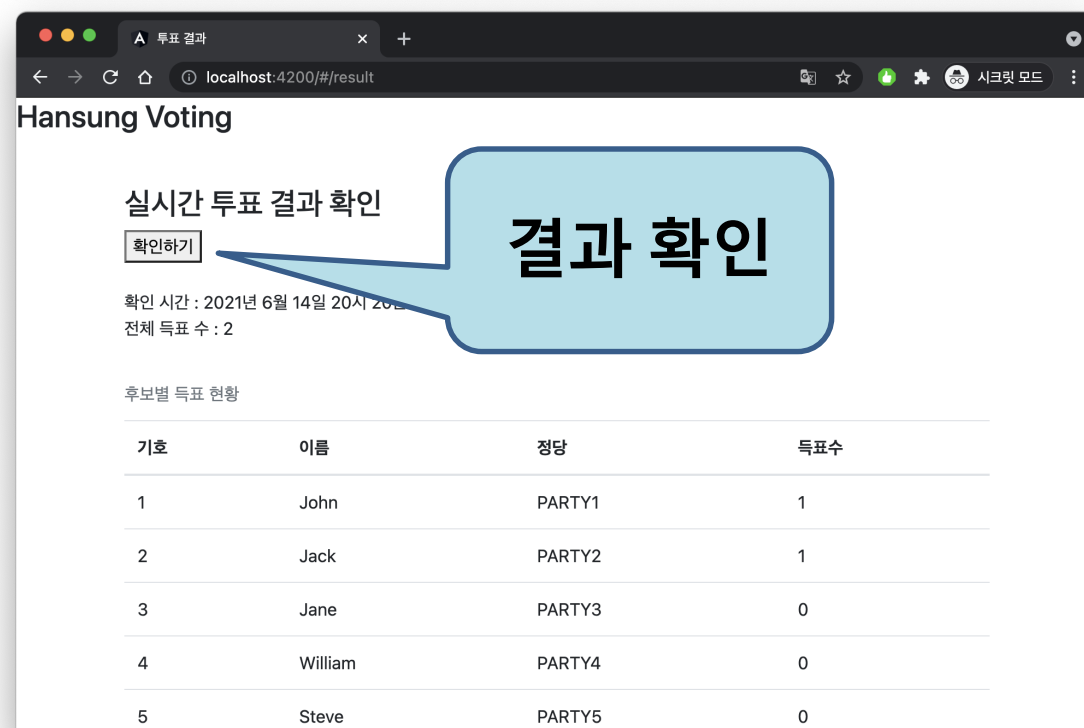 투표 결과
localhost:4200/#/result
시크릿 모드
Hansung Voting
실시간 투표 결과 확인
확인하기
결과 확인
확인 시간 : 2021년 6월 14일 20시
전체 득표 수 : 2
후보별 득표 현황
기호 이름 정당 득표수
1 John PARTY1 1
2 Jack PARTY2 1
3 Jane PARTY3 0
4 William PARTY4 0
5 Steve PARTY5 0